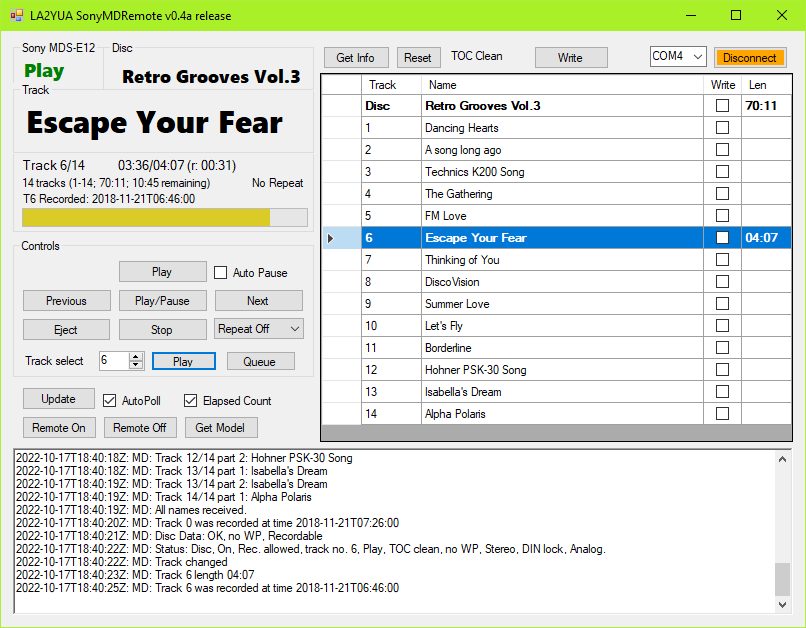 LA2YUA SonyMDRemote v0.4a release
Sony MDS-E12
Disc
Play
Retro Grooves Vol.3
Track
Escape Your Fear
Track 6/14 03:36/04:07 (r: 00:31)
14 tracks (1-14; 70:11; 10:45 remaining) No Repeat
T6 Recorded: 2018-11-21T06:46:00
Controls
Play Auto Pause
Previous Play/Pause Next
Eject Stop Repeat Off
Track select 6 Play Queue
Update AutoPoll Elapsed Count
Remote On Remote Off Get Model
Get Info Reset TOC Clean Write COM4 Disconnect
Track Name Write Len
Disc Retro Grooves Vol.3 70:11
1 Dancing Hearts
2 A song long ago
3 Technics K200 Song
4 The Gathering
5 FM Love
6 Escape Your Fear 04:07
7 Thinking of You
8 DiscoVision
9 Summer Love
10 Let's Fly
11 Borderline
12 Hohner PSK-30 Song
13 Isabella's Dream
14 Alpha Polaris
2022-10-17T18:40:18Z: MD: Track 12/14 part 2: Hohner PSK-30 Song
2022-10-17T18:40:18Z: MD: Track 13/14 part 1: Isabella's Dream
2022-10-17T18:40:19Z: MD: Track 13/14 part 2: Isabella's Dream
2022-10-17T18:40:19Z: MD: Track 14/14 part 1: Alpha Polaris
2022-10-17T18:40:19Z: MD: All names received.
2022-10-17T18:40:20Z: MD: Track 0 was recorded at time 2018-11-21T07:26:00
2022-10-17T18:40:21Z: MD: Disc Data: OK, no WP, Recordable
2022-10-17T18:40:22Z: MD: Status: Disc, On, Rec. allowed, track no. 6, Play, TOC clean, no WP, Stereo, DIN lock, Analog.
2022-10-17T18:40:22Z: MD: Track changed
2022-10-17T18:40:23Z: MD: Track 6 length 04:07
2022-10-17T18:40:25Z: MD: Track 6 was recorded at time 2018-11-21T06:46:00